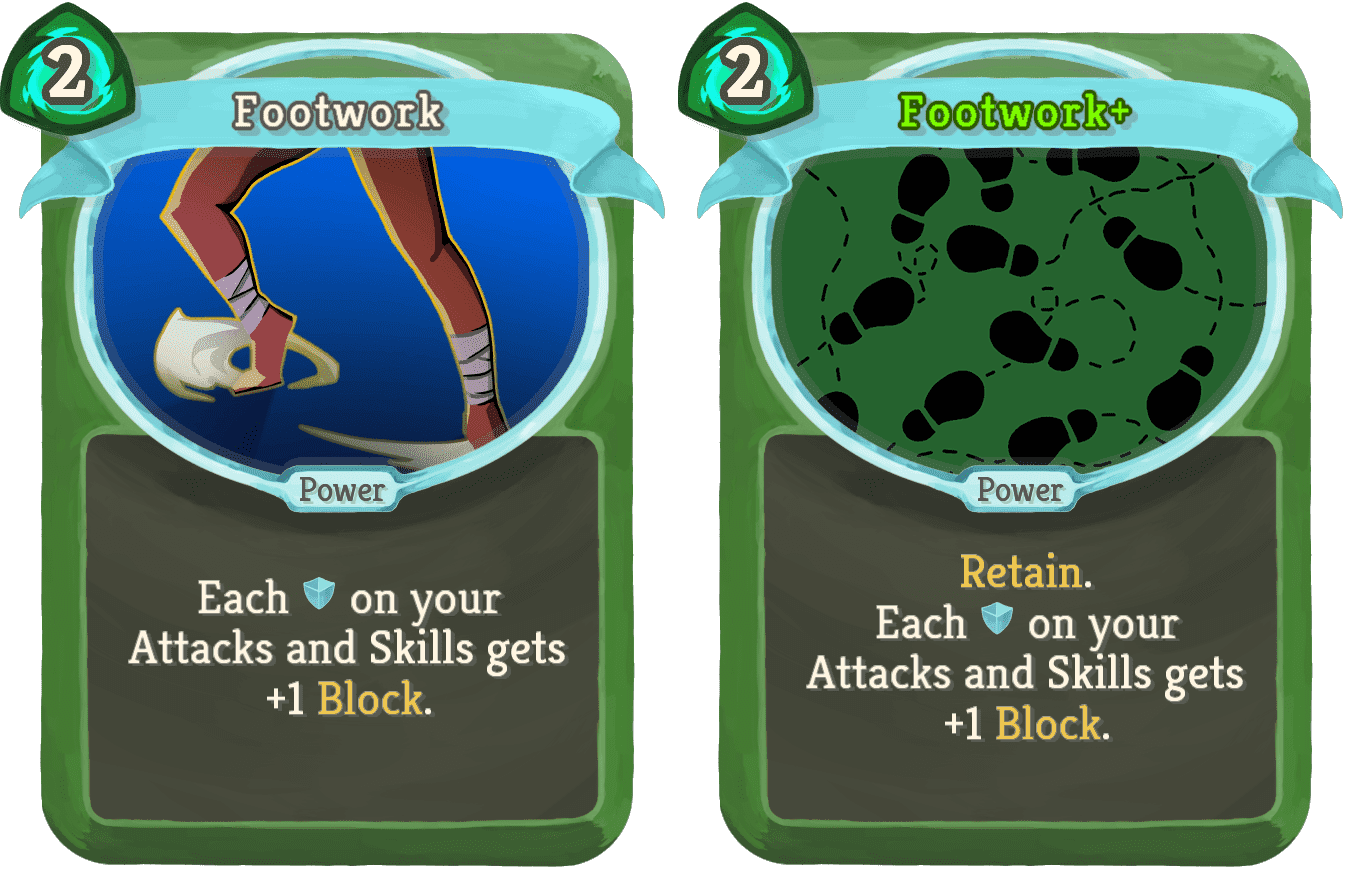 2
Footwork
Power
Each on your
Attacks and Skills gets
+1 Block.
2
Footwork+
Power
Retain.
Each on your
Attacks and Skills gets
+1 Block.